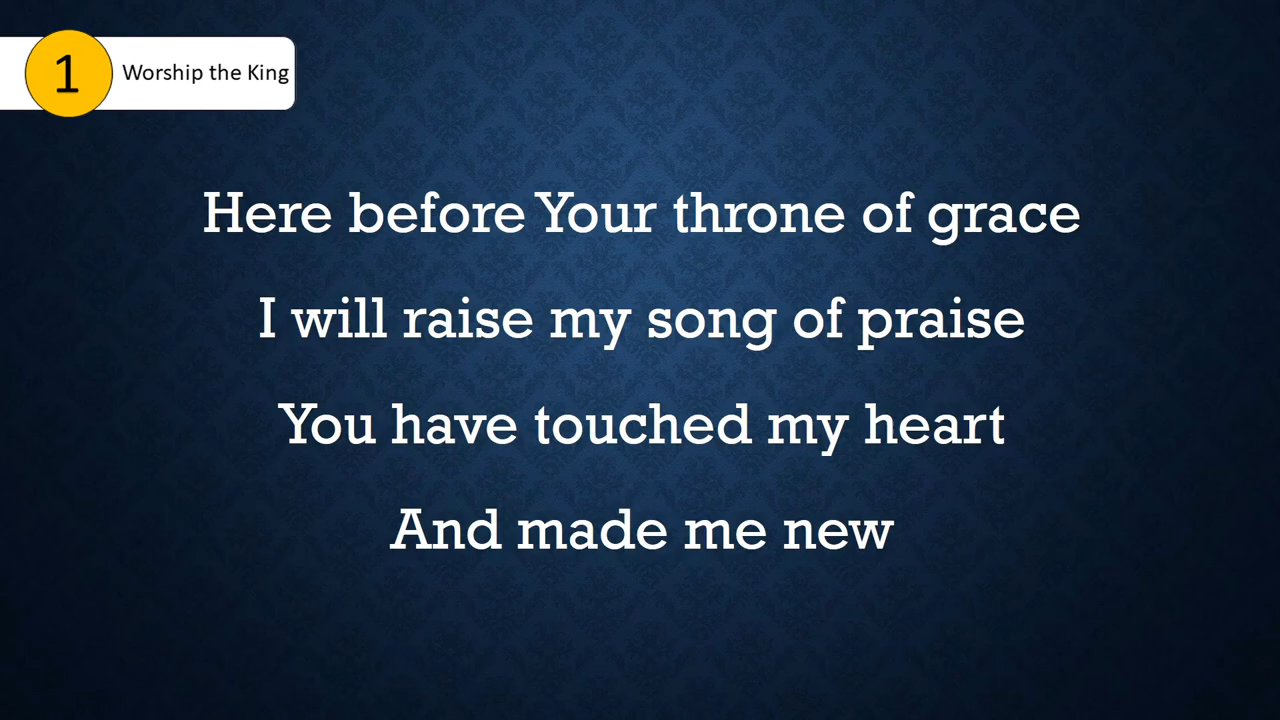 1
Worship the King
Here before Your throne of grace
I will raise my song of praise
You have touched my heart
And made me new